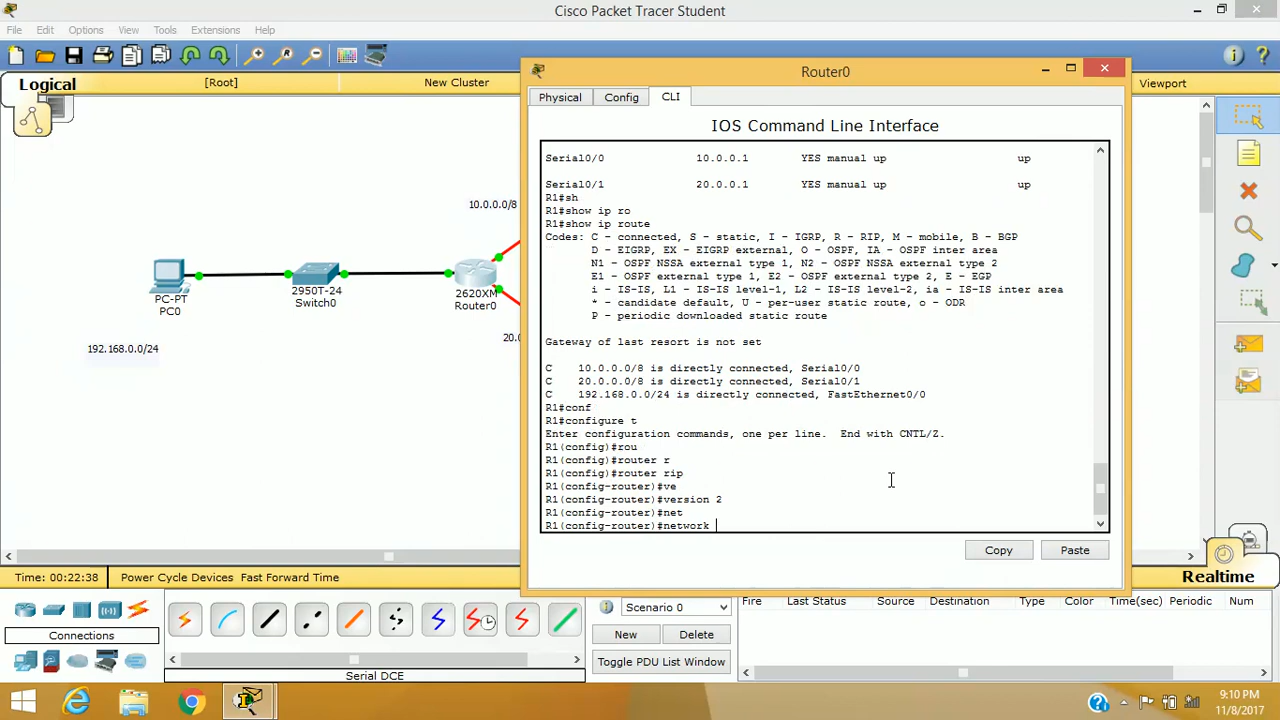 Cisco Packet Tracer Student
File Edit Options View Tools Extensions Help
Logical [Root] New Cluster Viewport
Router0
Physical Config CLI
IOS Command Line Interface
Serial0/0 10.0.0.1 YES manual up up
Serial0/1 20.0.0.1 YES manual up up
R1#sh
R1#show ip ro
R1#show ip route
Codes: C - connected, S - static, I - IGRP, R - RIP, M - mobile, B - BGP
D - EIGRP, EX - EIGRP external, O - OSPF, IA - OSPF inter area
N1 - OSPF NSSA external type 1, N2 - OSPF NSSA external type 2
E1 - OSPF external type 1, E2 - OSPF external type 2, E - EGP
i - IS-IS, L1 - IS-IS level-1, L2 - IS-IS level-2, ia - IS-IS inter area
* - candidate default, U - per-user static route, o - ODR
P - periodic downloaded static route
Gateway of last resort is not set
C 10.0.0.0/8 is directly connected, Serial0/0
C 20.0.0.0/8 is directly connected, Serial0/1
C 192.168.0.0/24 is directly connected, FastEthernet0/0
R1#conf
R1#configure t
Enter configuration commands, one per line. End with CNTL/Z.
R1(config)#rou
R1(config)#router r
R1(config)#router rip
R1(config-router)#ve
R1(config-router)#version 2
R1(config-router)#net
R1(config-router)#network
Copy Paste
10.0.0.0/8
PC-PT
PC0
2950T-24
Switch0
2620XM
Router0
20.0
192.168.0.0/24
Time: 00:22:38 Power Cycle Devices Fast Forward Time
Realtime
Connections
Serial DCE
Scenario 0
New Delete
Toggle PDU List Window
Fire Last Status Source Destination Type Color Time(sec) Periodic Num
9:10 PM
11/8/2017